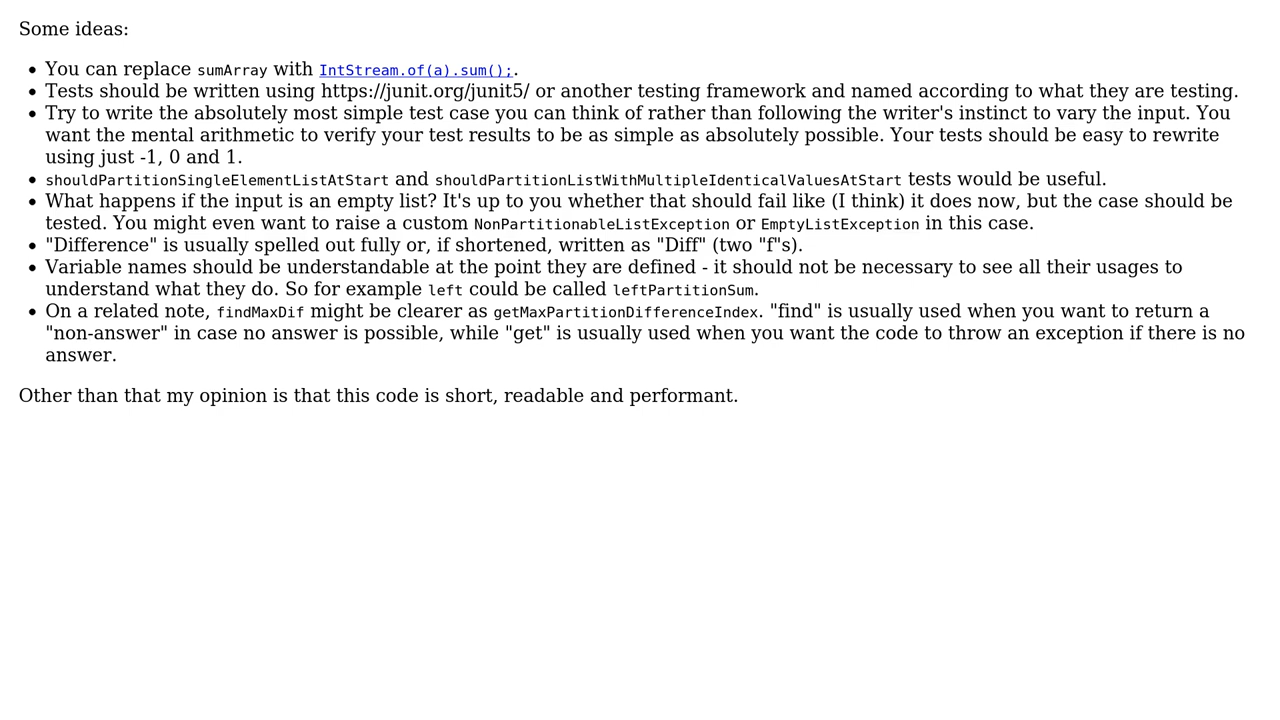 Some ideas:
• You can replace sumArray with IntStream.of(a).sum();.
• Tests should be written using https://junit.org/junit5/ or another testing framework and named according to what they are testing.
• Try to write the absolutely most simple test case you can think of rather than following the writer's instinct to vary the input. You
want the mental arithmetic to verify your test results to be as simple as absolutely possible. Your tests should be easy to rewrite
using just -1, 0 and 1.
• shouldPartitionSingleElementListAtStart and shouldPartitionListWithMultipleIdenticalValuesAtStart tests would be useful.
• What happens if the input is an empty list? It's up to you whether that should fail like (I think) it does now, but the case should be
tested. You might even want to raise a custom NonPartitionableListException or EmptyListException in this case.
• "Difference" is usually spelled out fully or, if shortened, written as "Diff" (two "f"s).
• Variable names should be understandable at the point they are defined - it should not be necessary to see all their usages to
understand what they do. So for example left could be called leftPartitionSum.
• On a related note, findMaxDif might be clearer as getMaxPartitionDifferenceIndex. "find" is usually used when you want to return a
"non-answer" in case no answer is possible, while "get" is usually used when you want the code to throw an exception if there is no
answer.
Other than that my opinion is that this code is short, readable and performant.